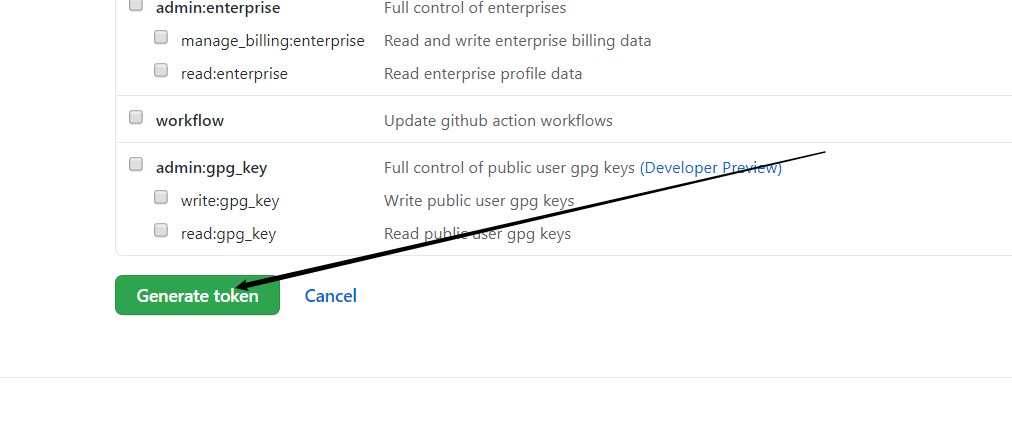 admin:enterprise Full control of enterprises
manage_billing:enterprise Read and write enterprise billing data
read:enterprise Read enterprise profile data
workflow Update github action workflows
admin:gpg_key Full control of public user gpg keys (Developer Preview)
write:gpg_key Write public user gpg keys
read:gpg_key Read public user gpg keys
Generate token Cancel